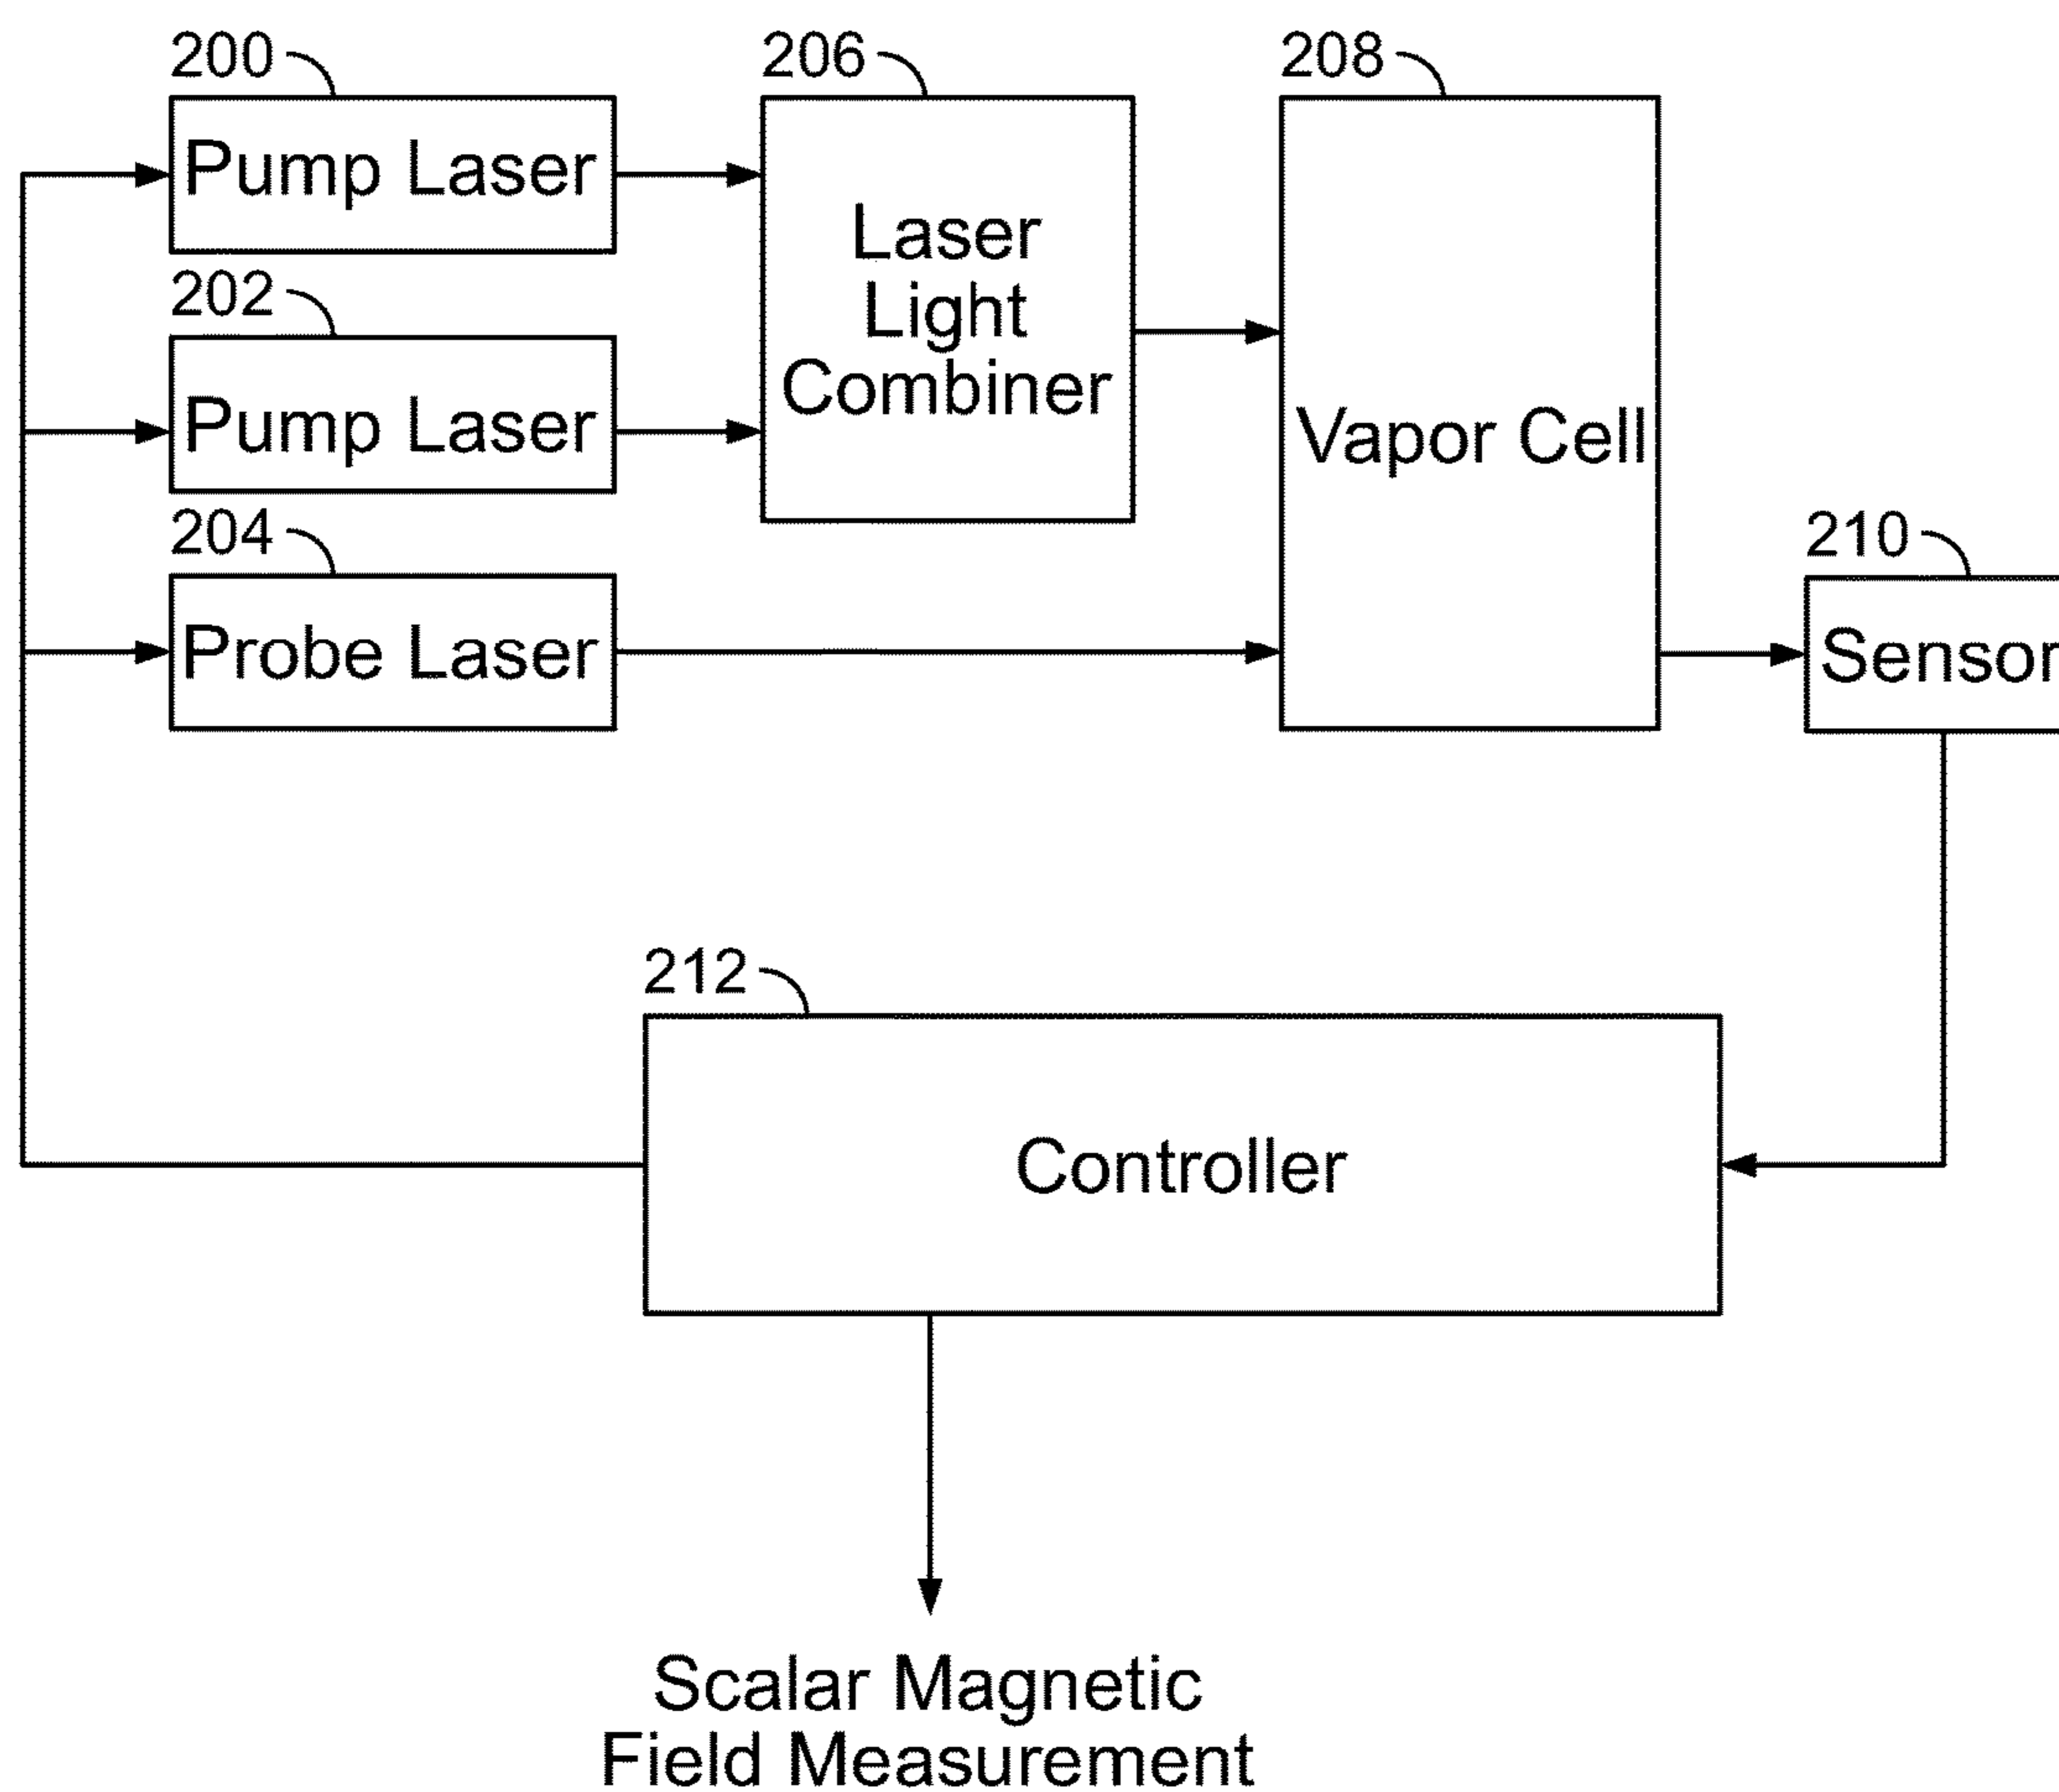 200
206
208
Pump Laser
Laser
Light
Combiner
202
Pump Laser
Vapor Cell
204
Probe Laser
210
Sensor
212
Controller
Scalar Magnetic
Field Measurement